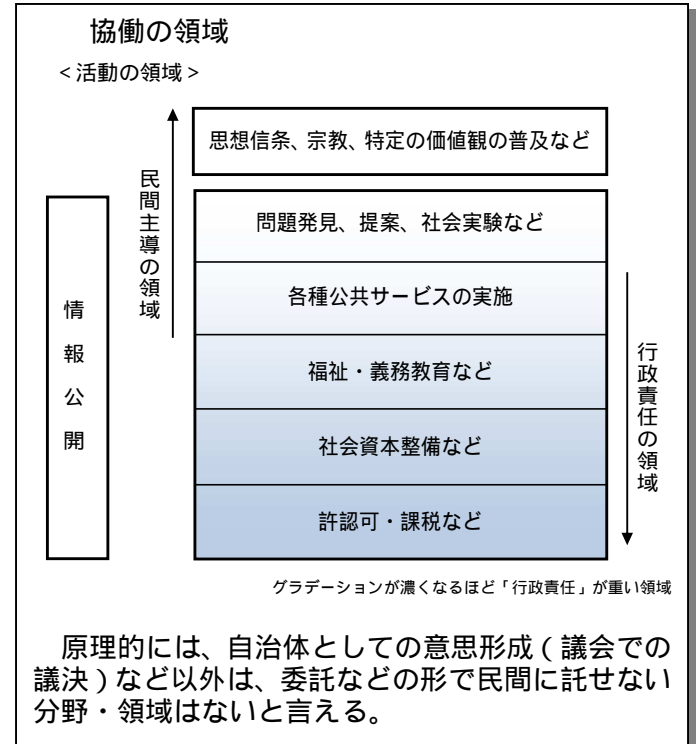 協働の領域
＜活動の領域＞
思想信条、宗教、特定の価値観の普及など
民間主導の領域
問題発見、提案、社会実験など
各種公共サービスの実施
福祉・義務教育など
社会資本整備など
許認可・課税など
情報公開
行政責任の領域
グラデーションが濃くなるほど「行政責任」が重い領域
原理的には、自治体としての意思形成（議会での
議決）など以外は、委託などの形で民間に託せない
分野・領域はないと言える。